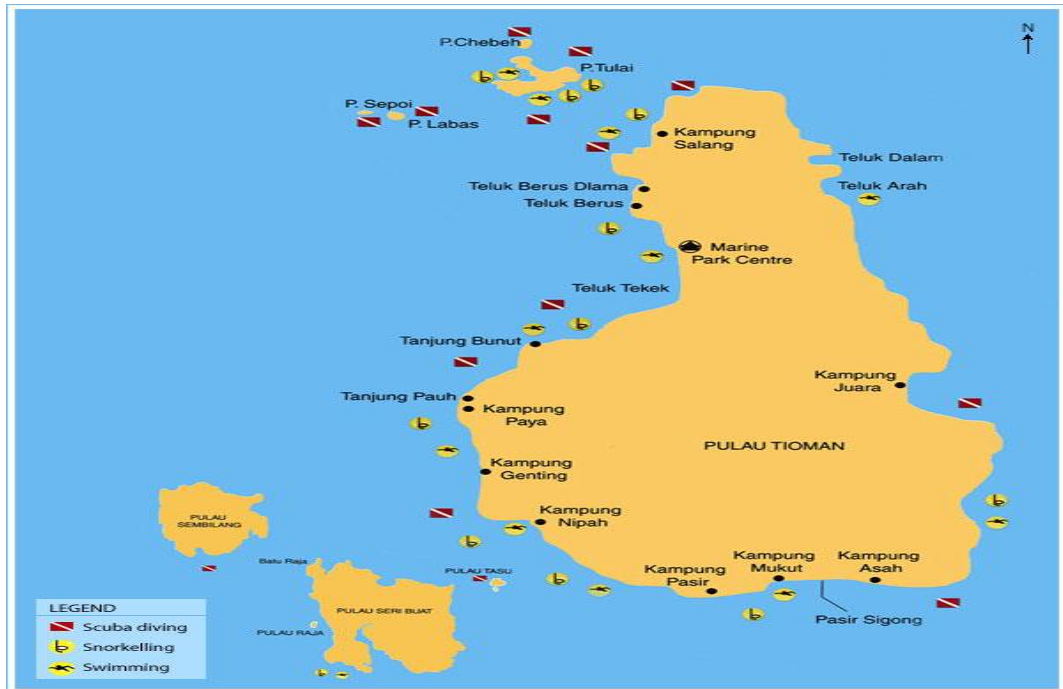 N
P.Chebeh
P.Tulai
P. Sepoi
P. Labas
Kampung
Salang
Teluk Dalam
Teluk Berus Dlama
Teluk Arah
Teluk Berus
Marine
Park Centre
Teluk Tekek
Tanjung Bunut
Kampung
Juara
Tanjung Pauh
Kampung
Paya
PULAU TIOMAN
Kampung
Genting
Kampung
Nipah
PULAU
SEMBILANG
Batu Raja
PULAU TASU
Kampung
Pasir
Kampung
Mukut
Kampung
Asah
PULAU SERI BUAT
Pasir Sigong
PULAU RAJA
LEGEND
Scuba diving
Snorkelling
Swimming